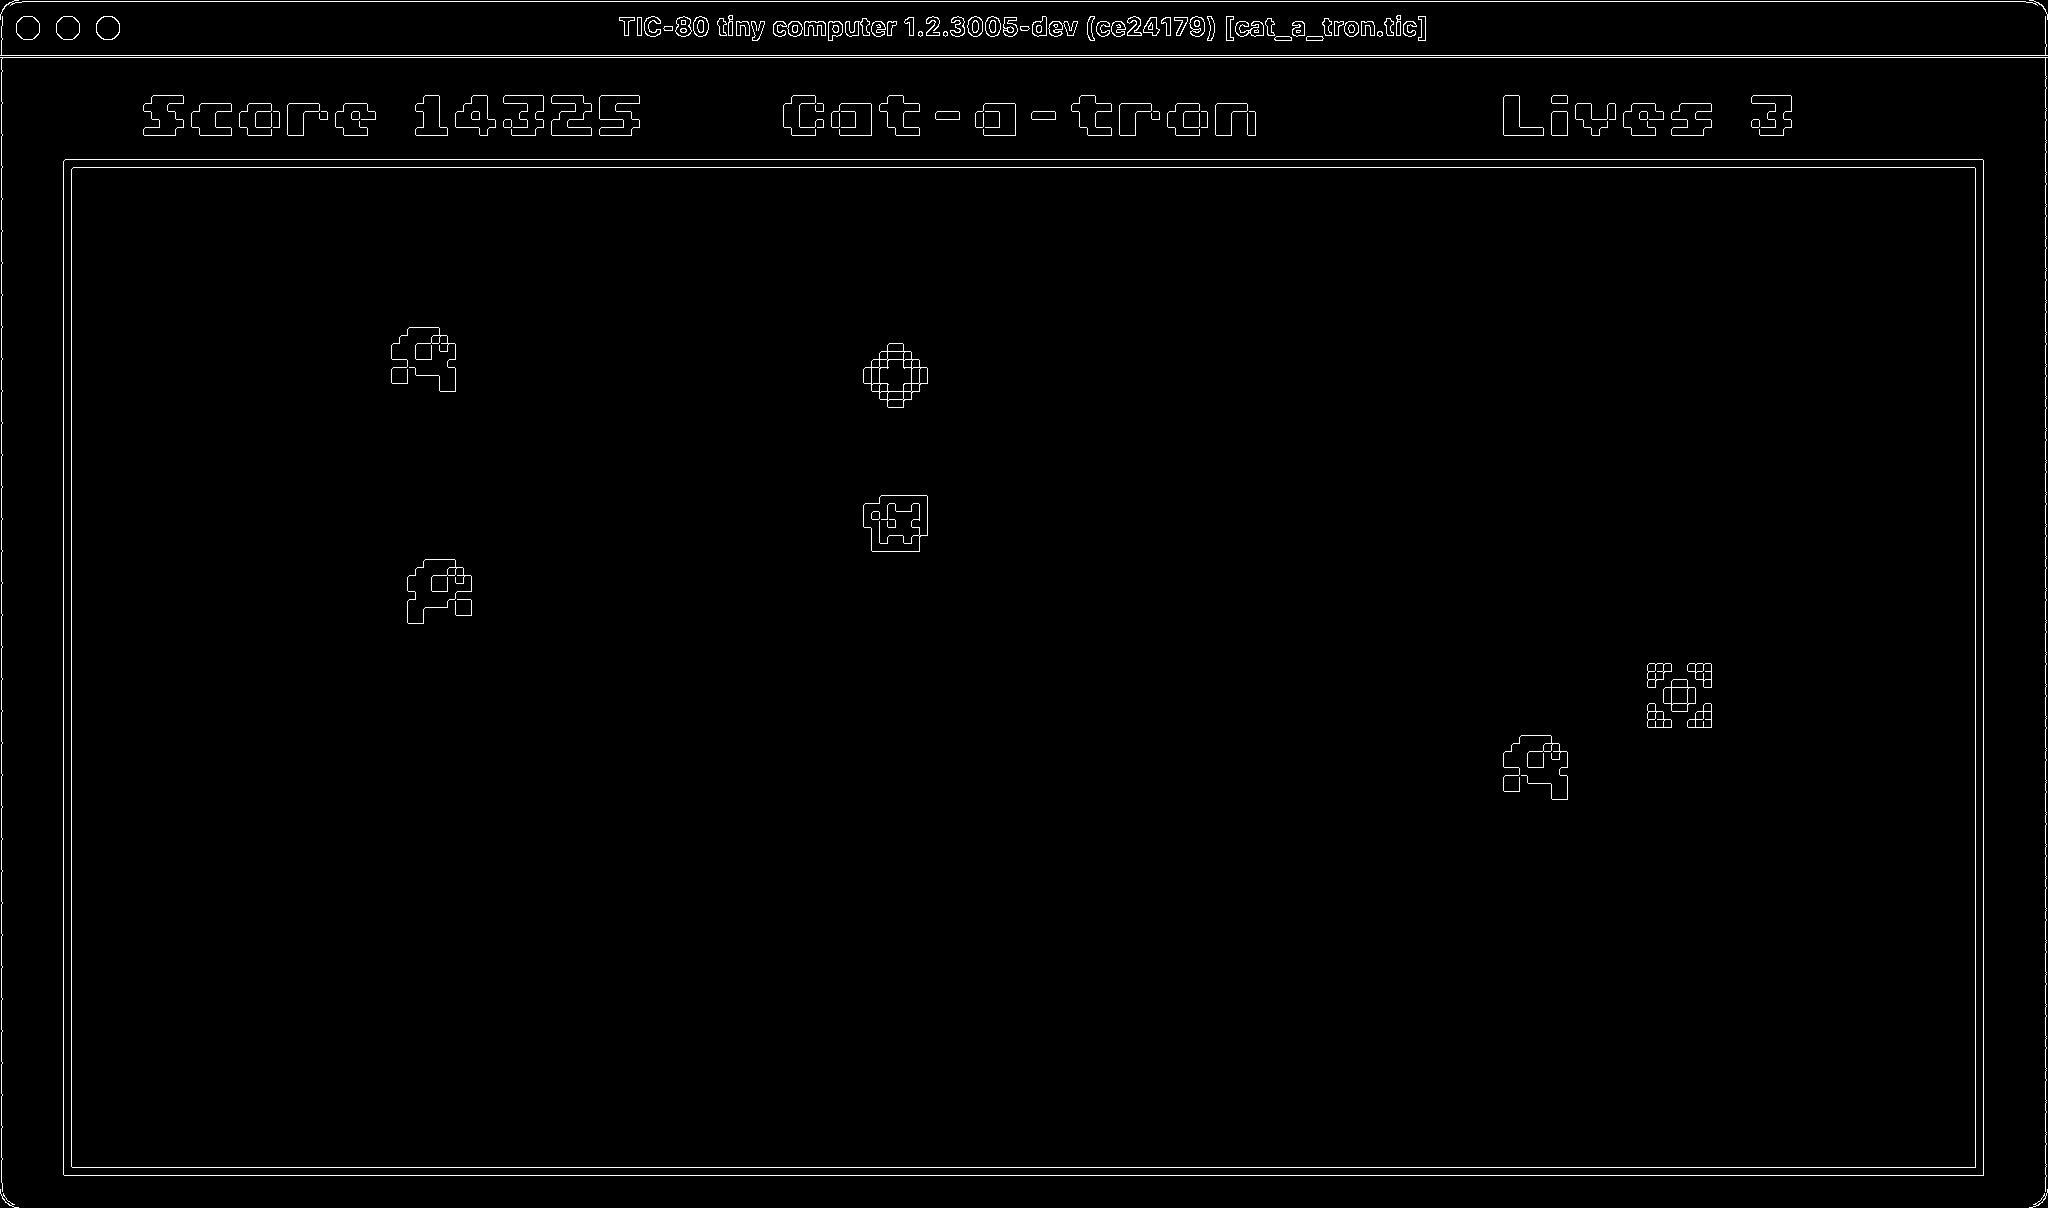 TIC-80 tiny computer 1.2.3005-dev (ce24179) [cat_a_tron.tic]
Score 14325 Cat-a-tron Lives 3